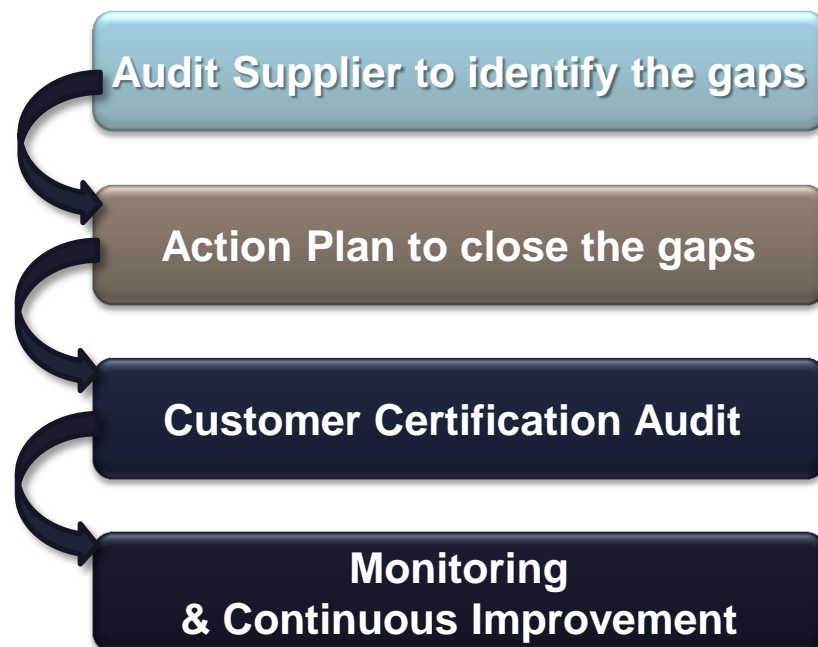 Audit Supplier to identify the gaps
Action Plan to close the gaps
Customer Certification Audit
Monitoring
& Continuous Improvement